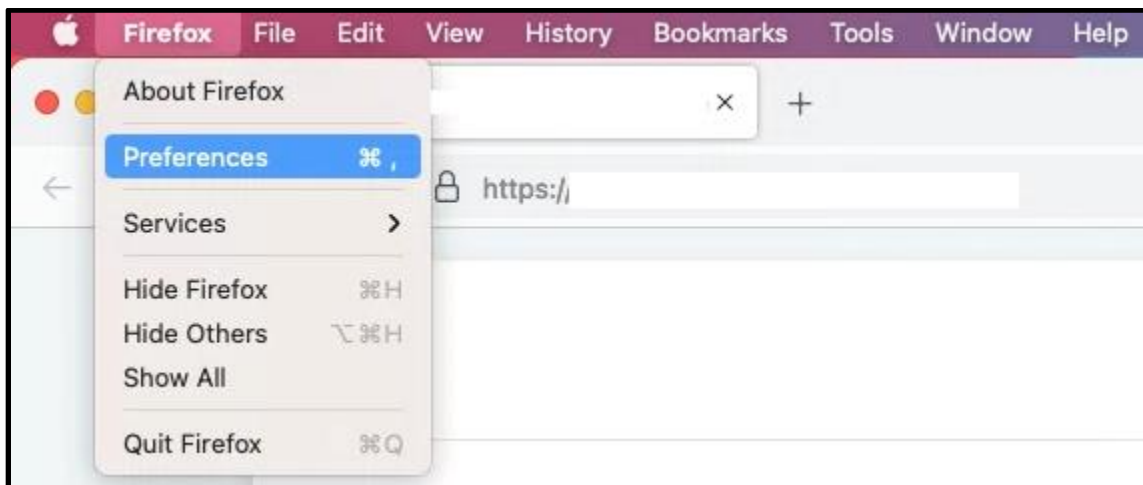 Firefox File Edit View History Bookmarks Tools Window Help
About Firefox
Preferences ⌘ ,
https://
Services
Hide Firefox ⌘H
Hide Others ⌥⌘H
Show All
Quit Firefox ⌘Q